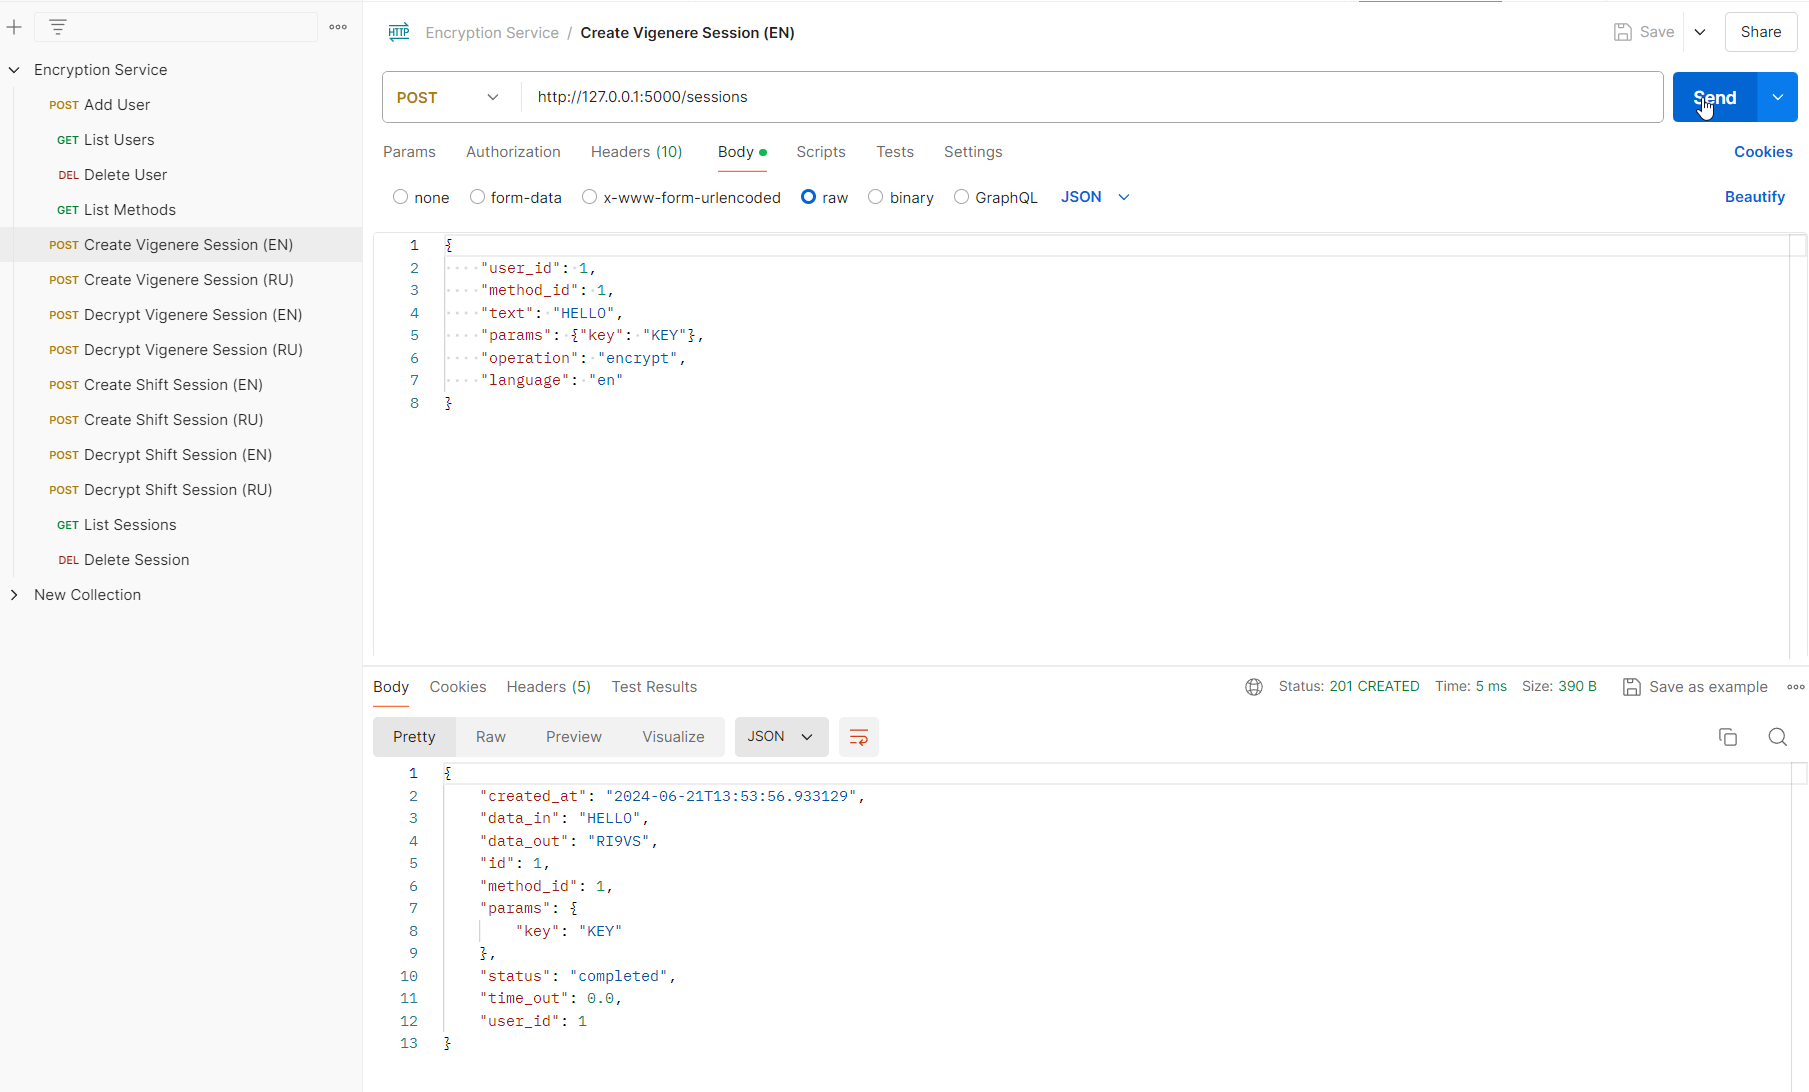 Encryption Service
POST Add User
GET List Users
DEL Delete User
GET List Methods
POST Create Vigenere Session (EN)
POST Create Vigenere Session (RU)
POST Decrypt Vigenere Session (EN)
POST Decrypt Vigenere Session (RU)
POST Create Shift Session (EN)
POST Create Shift Session (RU)
POST Decrypt Shift Session (EN)
POST Decrypt Shift Session (RU)
GET List Sessions
DEL Delete Session
New Collection
HTTP Encryption Service / Create Vigenere Session (EN)
Save Share
POST http://127.0.0.1:5000/sessions Send
Params Authorization Headers (10) Body Scripts Tests Settings Cookies
none form-data x-www-form-urlencoded raw binary GraphQL JSON Beautify
1 {
2 "user_id": 1,
3 "method_id": 1,
4 "text": "HELLO",
5 "params": {"key": "KEY"},
6 "operation": "encrypt",
7 "language": "en"
8 }
Body Cookies Headers (5) Test Results Status: 201 CREATED Time: 5 ms Size: 390 B Save as example
Pretty Raw Preview Visualize JSON
1 {
2 "created_at": "2024-06-21T13:53:56.933129",
3 "data_in": "HELLO",
4 "data_out": "RI9VS",
5 "id": 1,
6 "method_id": 1,
7 "params": {
8 "key": "KEY"
9 },
10 "status": "completed",
11 "time_out": 0.0,
12 "user_id": 1
13 }